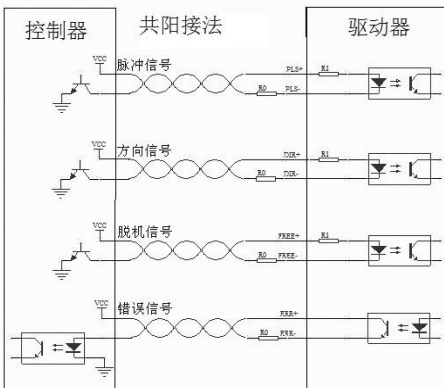 控制器 共阳接法 驱动器
VCC 脉冲信号 PLS+ R1
R0 PLS-
VCC 方向信号 DIR+ R1
R0 DIR-
VCC 脱机信号 FREE+ R1
R0 FREE-
VCC 错误信号 ERR+
R0 ERR-